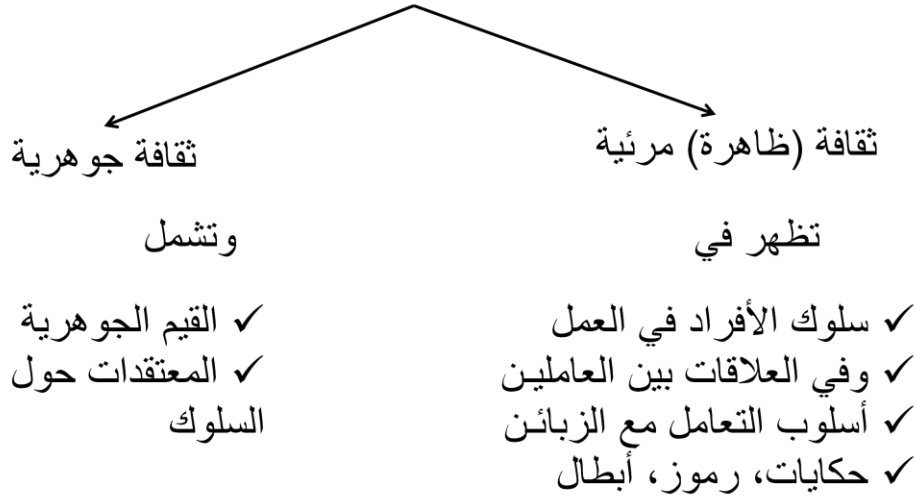 ثقافة (ظاهرة) مرئية
تظهر في
✓ سلوك الأفراد في العمل
✓ وفي العلاقات بين العاملين
✓ أسلوب التعامل مع الزبائن
✓ حكايات، رموز، أبطال
ثقافة جوهرية
وتشمل
✓ القيم الجوهرية
✓ المعتقدات حول
السلوك